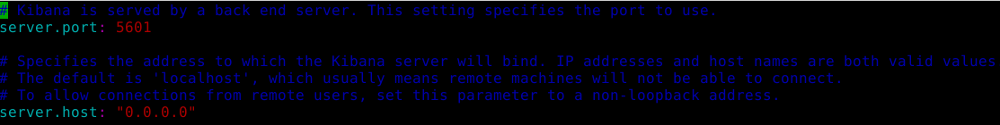 # Kibana is served by a back end server. This setting specifies the port to use.
server.port: 5601
# Specifies the address to which the Kibana server will bind. IP addresses and host names are both valid values
# The default is 'localhost', which usually means remote machines will not be able to connect.
# To allow connections from remote users, set this parameter to a non-loopback address.
server.host: "0.0.0.0"